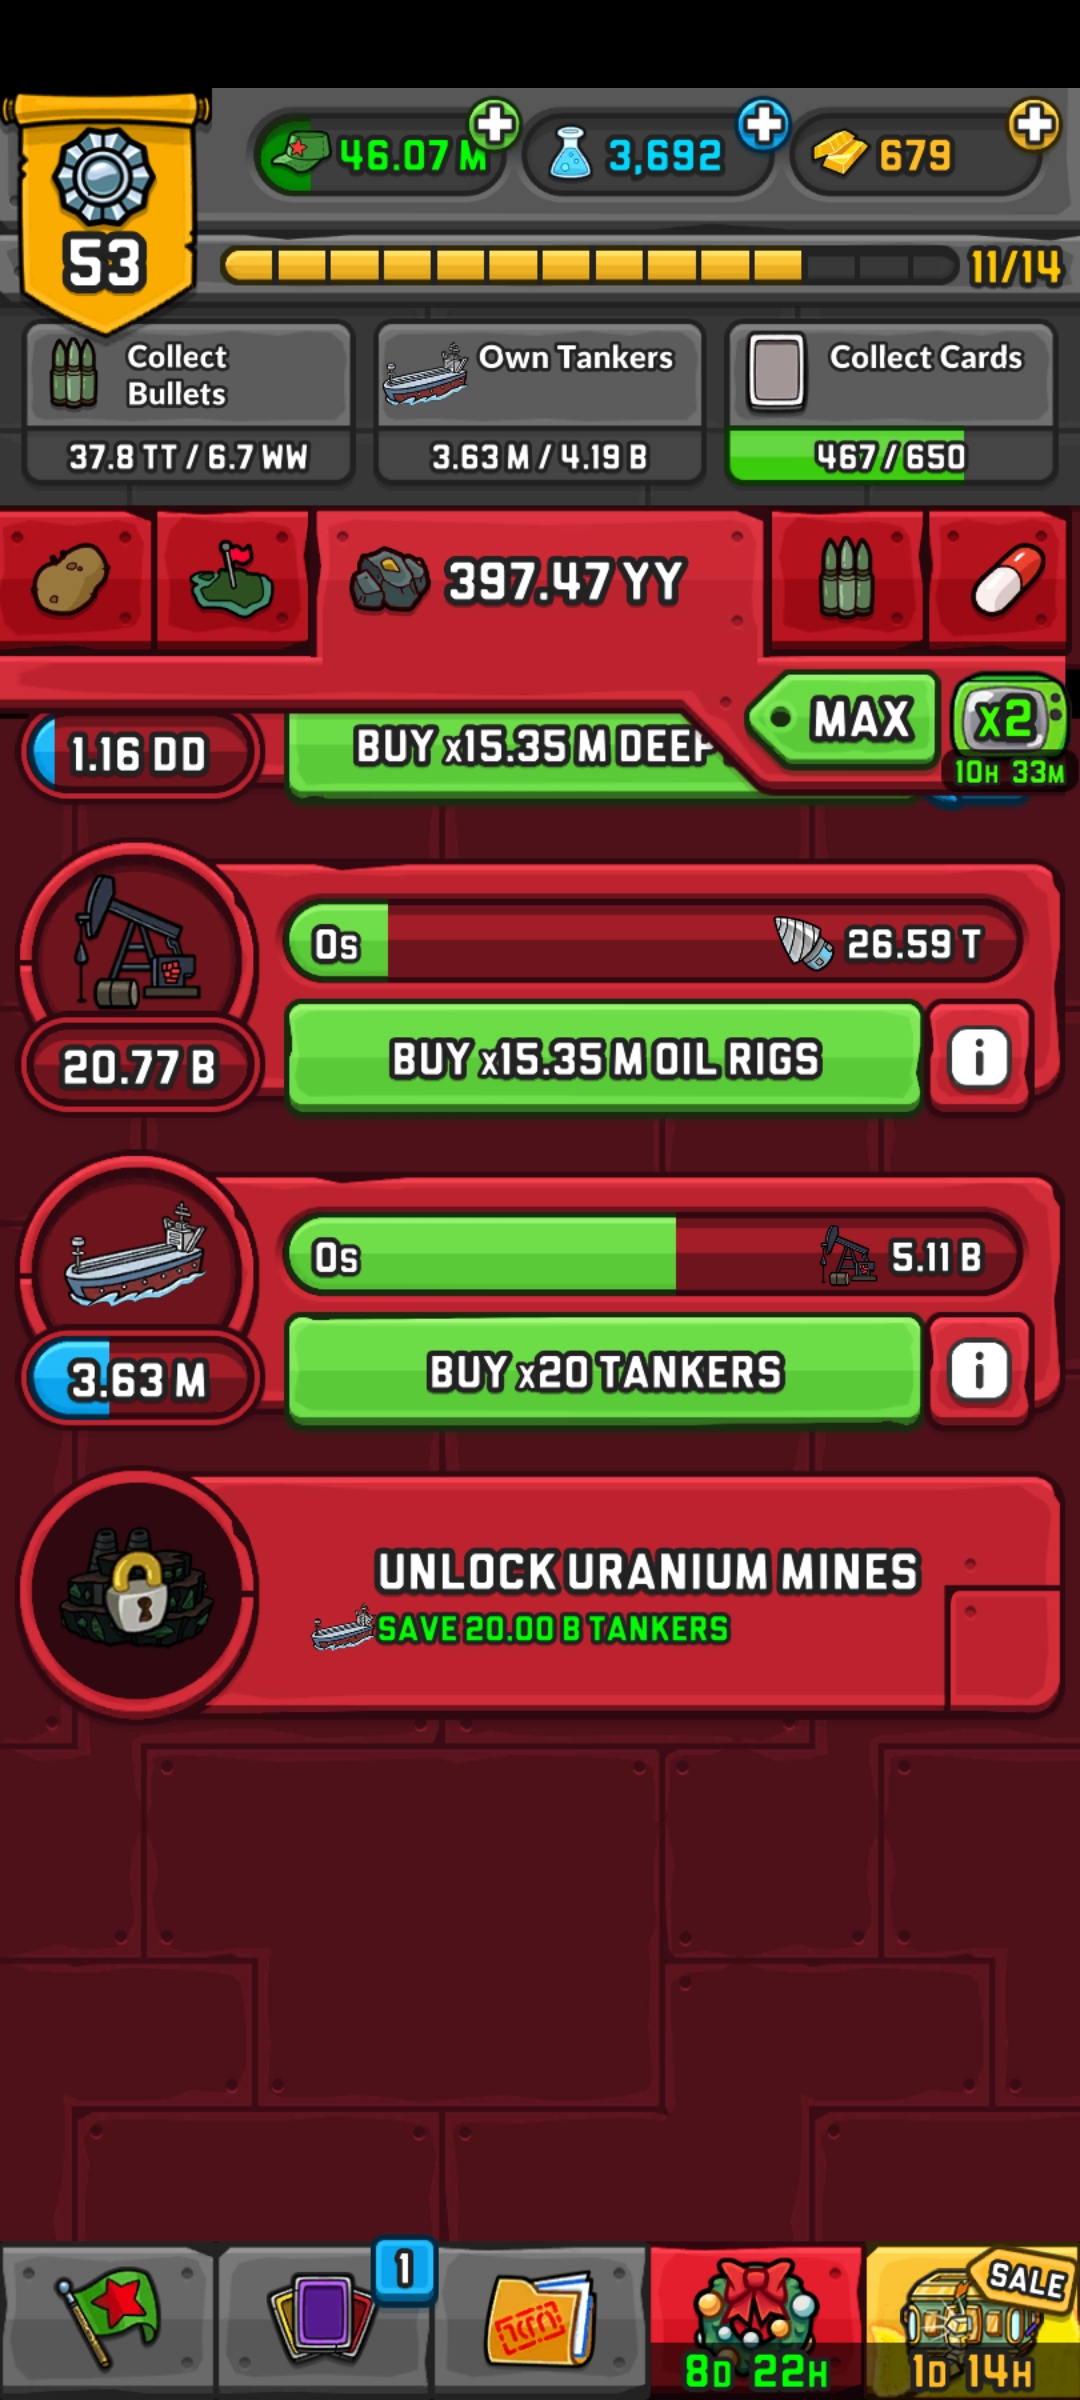 46.07 M
3,692
679
53
11/14
Collect
Bullets
37.8 TT / 6.7 WW
Own Tankers
3.63 M / 4.19 B
Collect Cards
467 / 650
397.47 YY
MAX
x2
10H 33M
1.16 DD
BUY x15.35 M DEEP
0s
26.59 T
20.77 B
BUY x15.35 M OIL RIGS
i
0s
5.11 B
3.63 M
BUY x20 TANKERS
i
UNLOCK URANIUM MINES
SAVE 20.00 B TANKERS
1
SALE
8D 22H
1D 14H